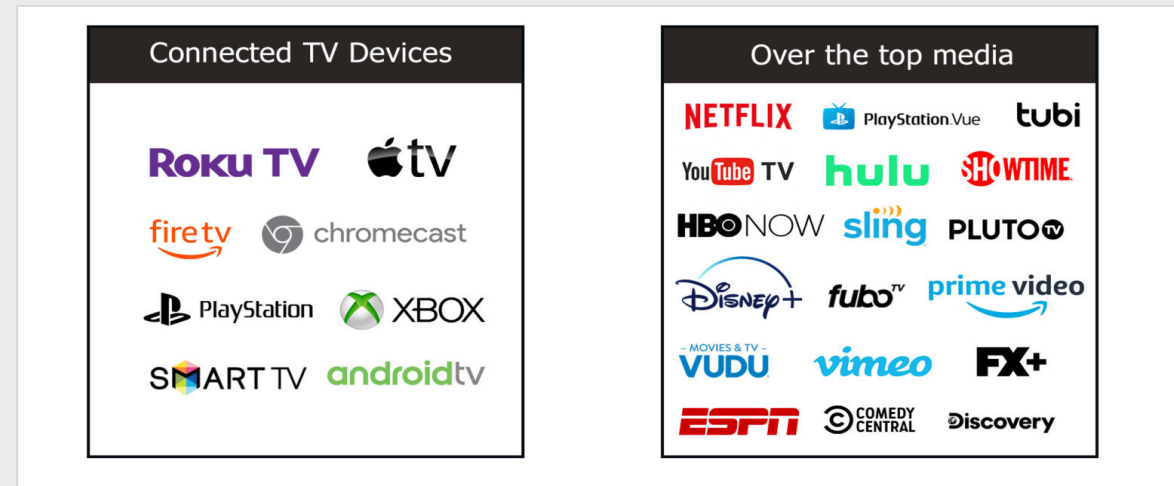 Connected TV Devices
Roku TV
tv
fire tv
chromecast
PlayStation
XBOX
SMART TV
androidtv
Over the top media
NETFLIX
PlayStation Vue
tubi
YouTube TV
hulu
SHOWTIME
HBO NOW
sling
PLUTO TV
Disney+
fubo TV
prime video
- MOVIES & TV -
VUDU
vimeo
FX+
ESPN
COMEDY
CENTRAL
Discovery